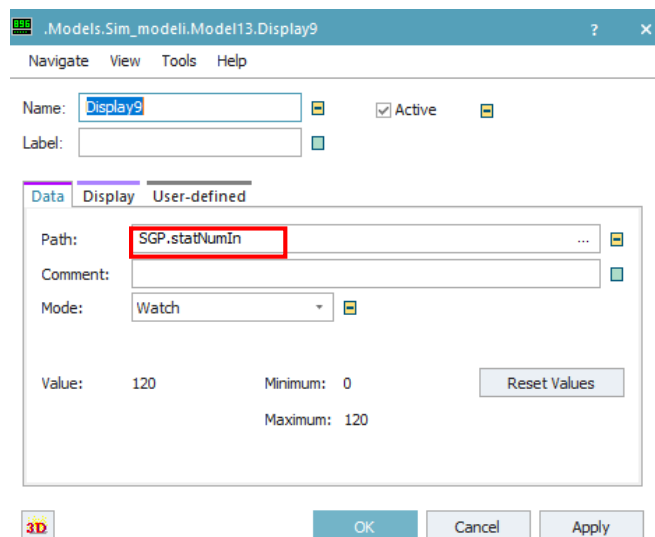 .Models.Sim_modeli.Model13.Display9 ? ×
Navigate View Tools Help
Name: Display9 Active
Label:
Data Display User-defined
Path: SGP.statNumIn ...
Comment:
Mode: Watch
Value: 120 Minimum: 0 Reset Values
Maximum: 120
3D OK Cancel Apply